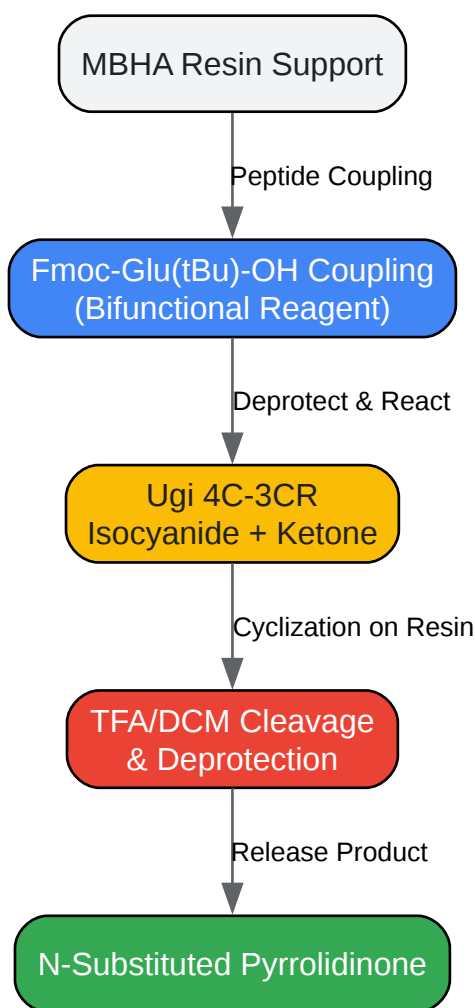 MBHA Resin Support
Peptide Coupling
Fmoc-Glu(tBu)-OH Coupling
(Bifunctional Reagent)
Deprotect & React
Ugi 4C-3CR
Isocyanide + Ketone
Cyclization on Resin
TFA/DCM Cleavage
& Deprotection
Release Product
N-Substituted Pyrrolidinone